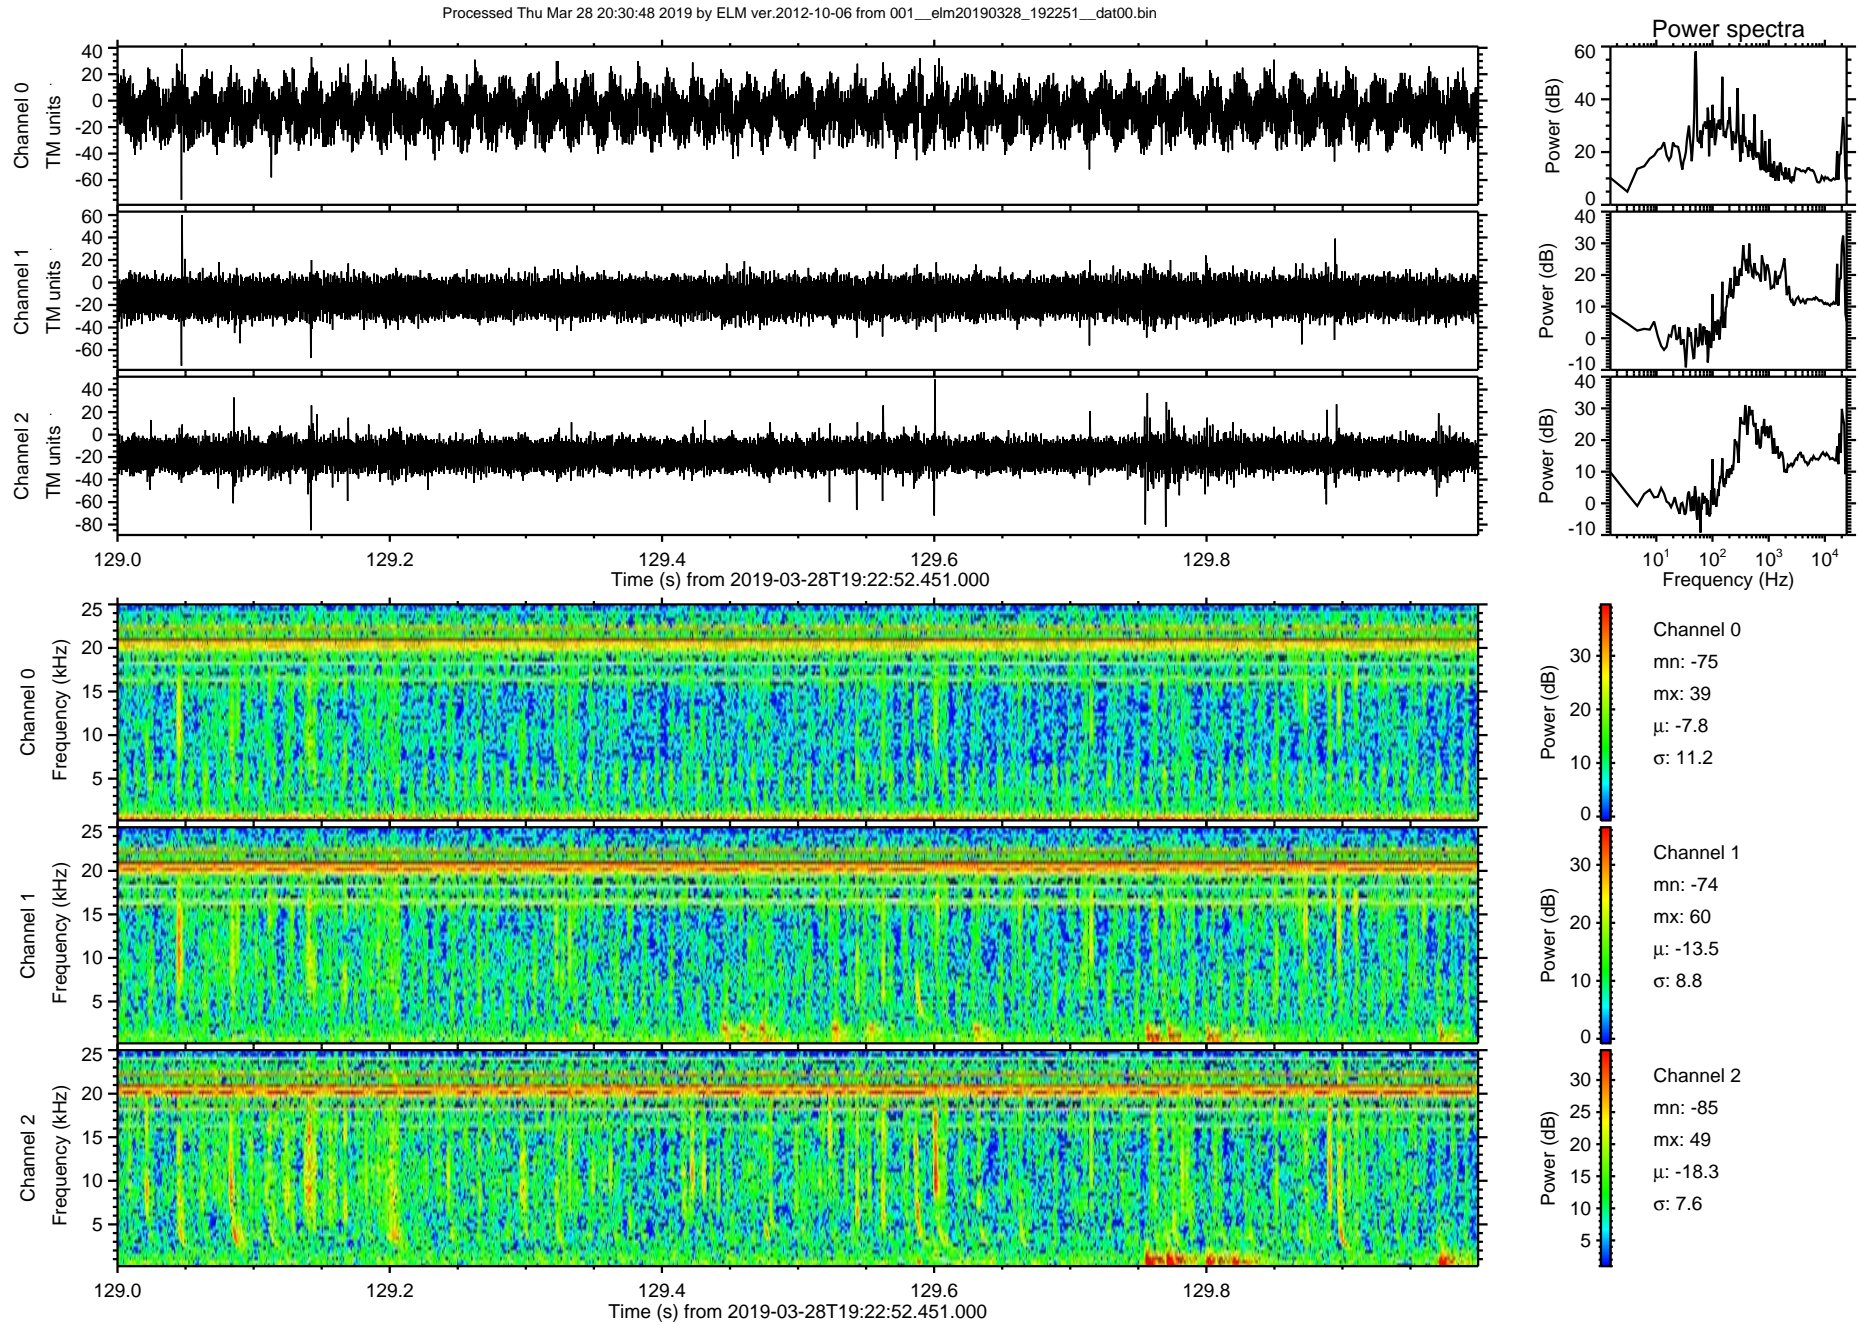 Processed Thu Mar 28 20:30:48 2019 by ELM ver.2012-10-06 from 001__elm20190328_192251__dat00.bin
Power spectra
Channel 0
TM units
40
20
0
-20
-40
-60
Power (dB)
60
40
20
0
Channel 1
TM units
60
40
20
0
-20
-40
-60
Power (dB)
40
30
20
10
0
-10
Channel 2
TM units
40
20
0
-20
-40
-60
-80
Power (dB)
40
30
20
10
0
-10
129.0 129.2 129.4 129.6 129.8
Time (s) from 2019-03-28T19:22:52.451.000
10¹ 10² 10³ 10⁴
Frequency (Hz)
Channel 0
Frequency (kHz)
25
20
15
10
5
Power (dB)
30
20
10
0
Channel 0
mn: -75
mx: 39
μ: -7.8
σ: 11.2
Channel 1
Frequency (kHz)
25
20
15
10
5
Power (dB)
30
20
10
0
Channel 1
mn: -74
mx: 60
μ: -13.5
σ: 8.8
Channel 2
Frequency (kHz)
25
20
15
10
5
Power (dB)
30
25
20
15
10
5
Channel 2
mn: -85
mx: 49
μ: -18.3
σ: 7.6
129.0 129.2 129.4 129.6 129.8
Time (s) from 2019-03-28T19:22:52.451.000